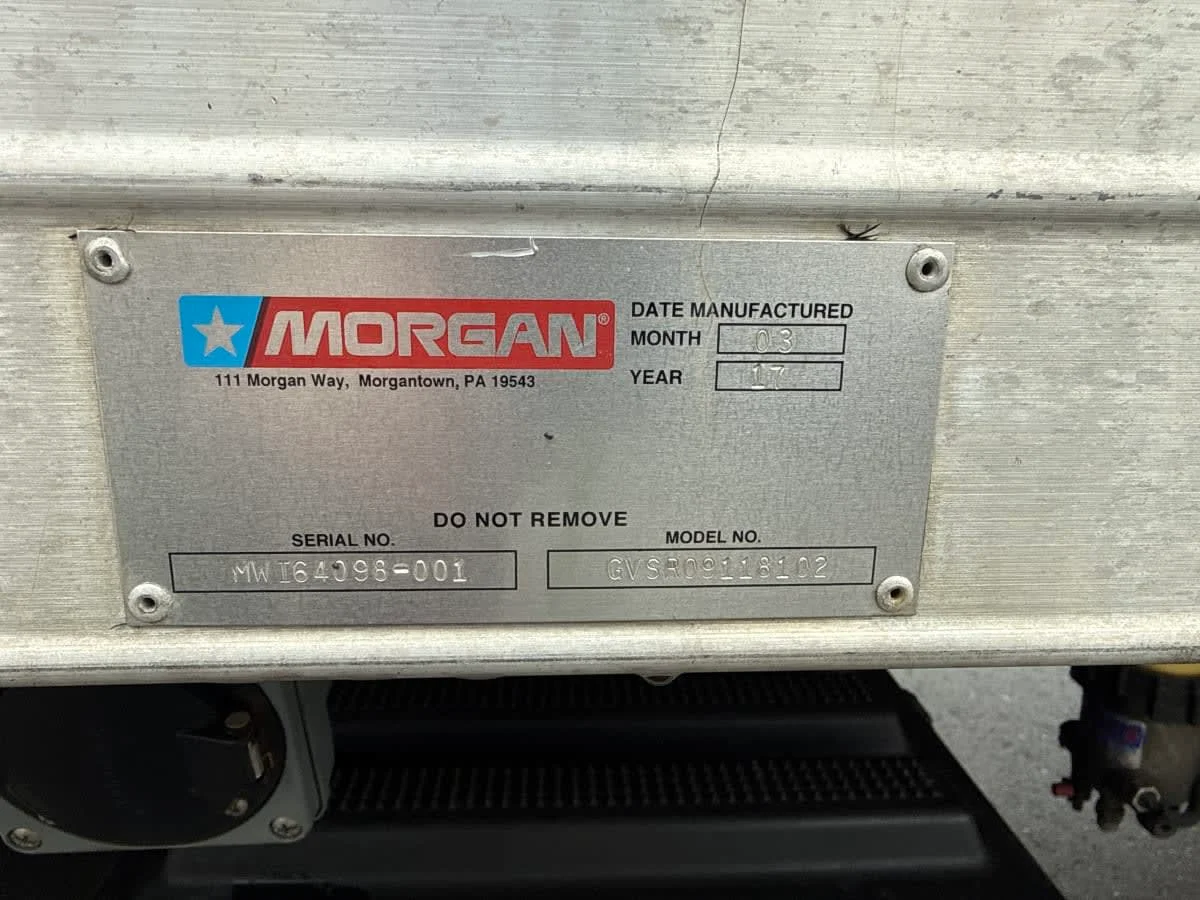 MORGAN®
111 Morgan Way, Morgantown, PA 19543
DATE MANUFACTURED
MONTH 03
YEAR 17
DO NOT REMOVE
SERIAL NO.
MWI64098-001
MODEL NO.
GVSR09118102